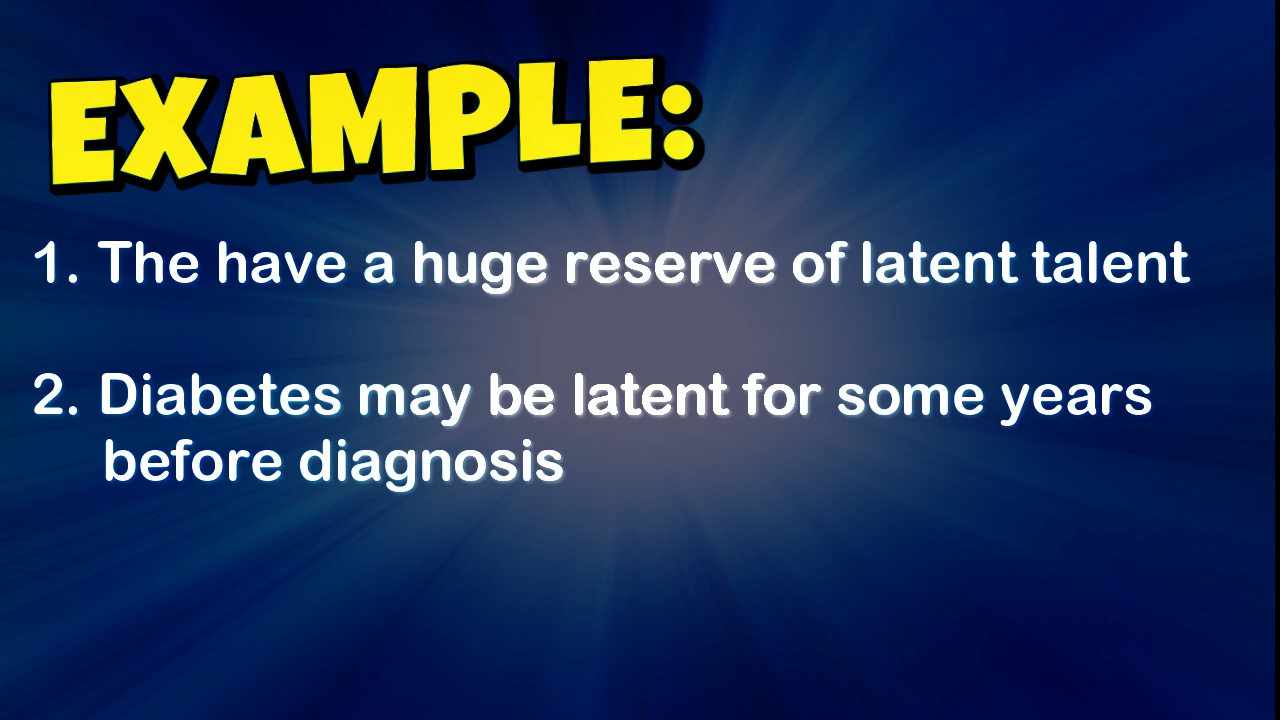 EXAMPLE:
1. The have a huge reserve of latent talent
2. Diabetes may be latent for some years
before diagnosis